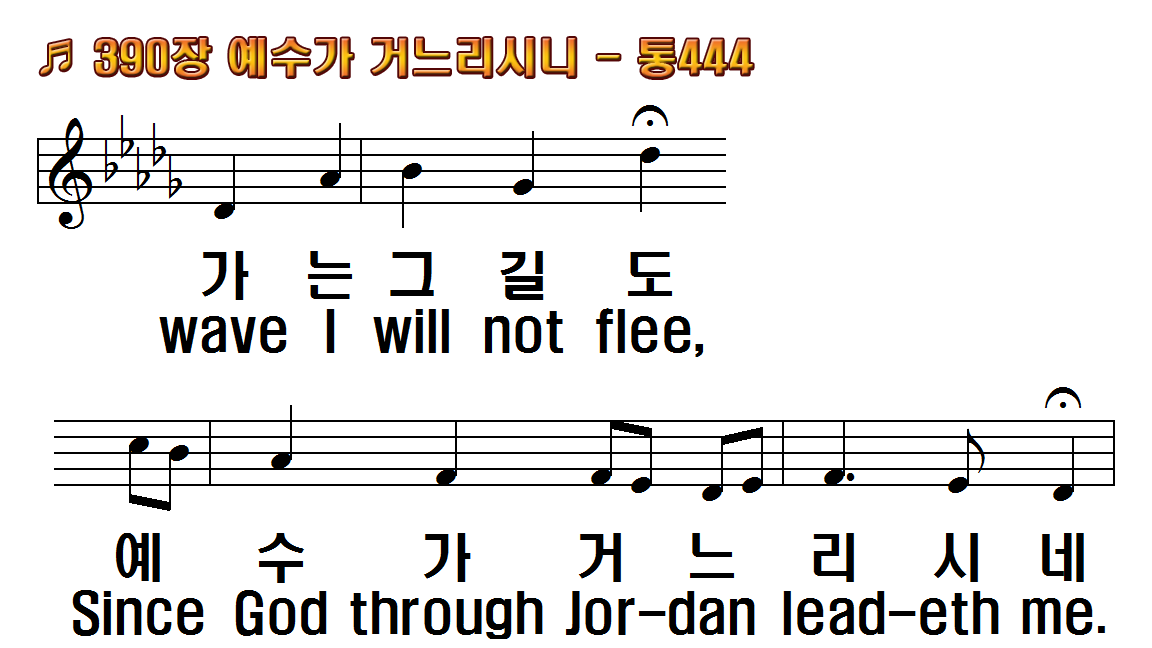 ♬ 390장 예수가 거느리시니 - 통444
가 는 그 길 도
wave I will not flee,
예 수 가 거 느 리 시 네
Since God through Jor-dan lead-eth me.